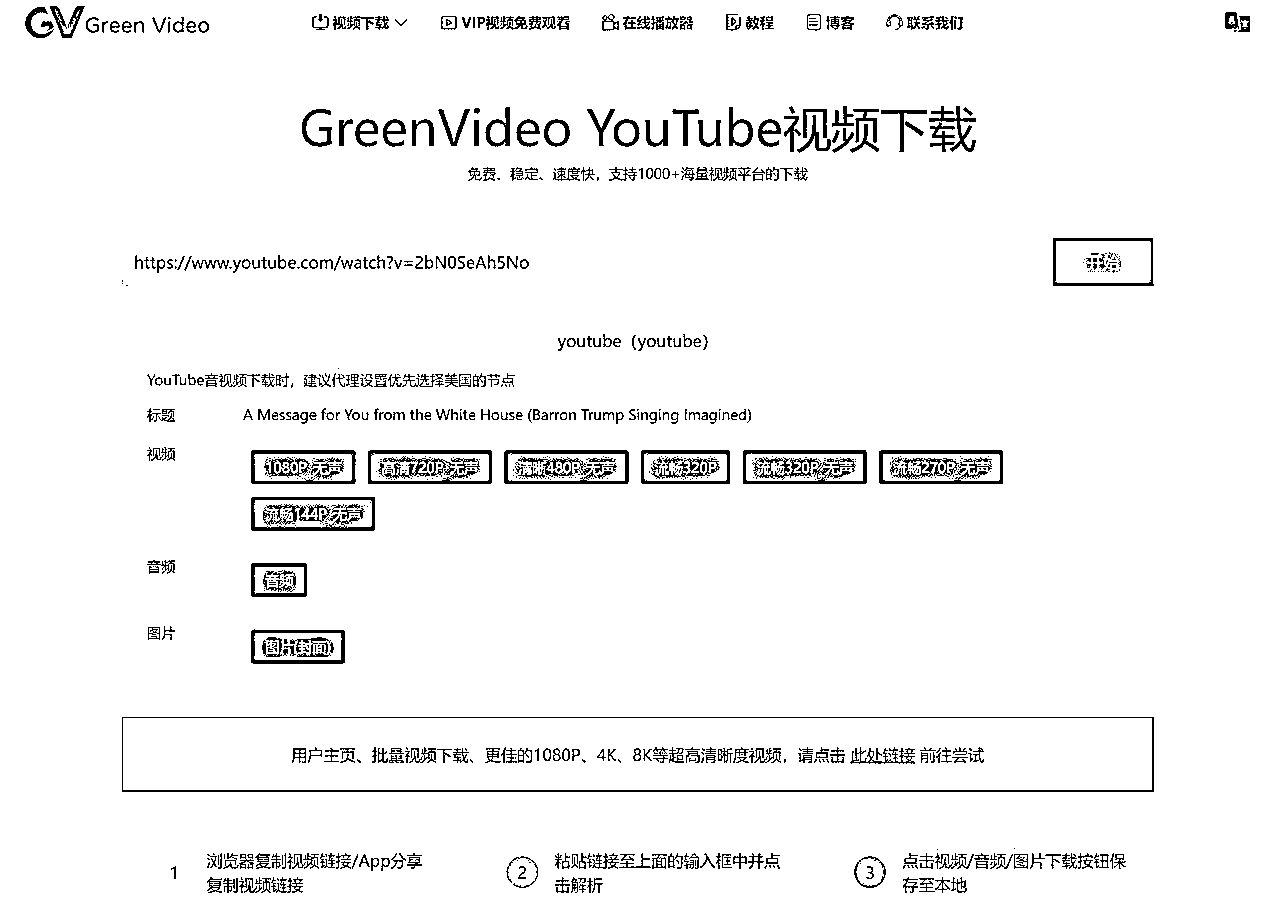 GV Green Video
视频下载 VIP视频免费观看 在线播放器 教程 博客 联系我们
GreenVideo YouTube视频下载
免费、稳定、速度快，支持1000+海量视频平台的下载
https://www.youtube.com/watch?v=2bN0SeAh5No
开始
youtube（youtube）
YouTube音视频下载时，建议代理设置优先选择美国的节点
标题 A Message for You from the White House (Barron Trump Singing Imagined)
视频 1080P 无声 高清720P 无声 清晰480P 无声 流畅320P 流畅320P 无声 流畅270P 无声
流畅144P 无声
音频 音频
图片 图片(封面)
用户主页、批量视频下载、更佳的1080P、4K、8K等超高清晰度视频，请点击 此处链接 前往尝试
1 浏览器复制视频链接/App分享
复制视频链接
2 粘贴链接至上面的输入框中并点
击解析
3 点击视频/音频/图片下载按钮保
存至本地